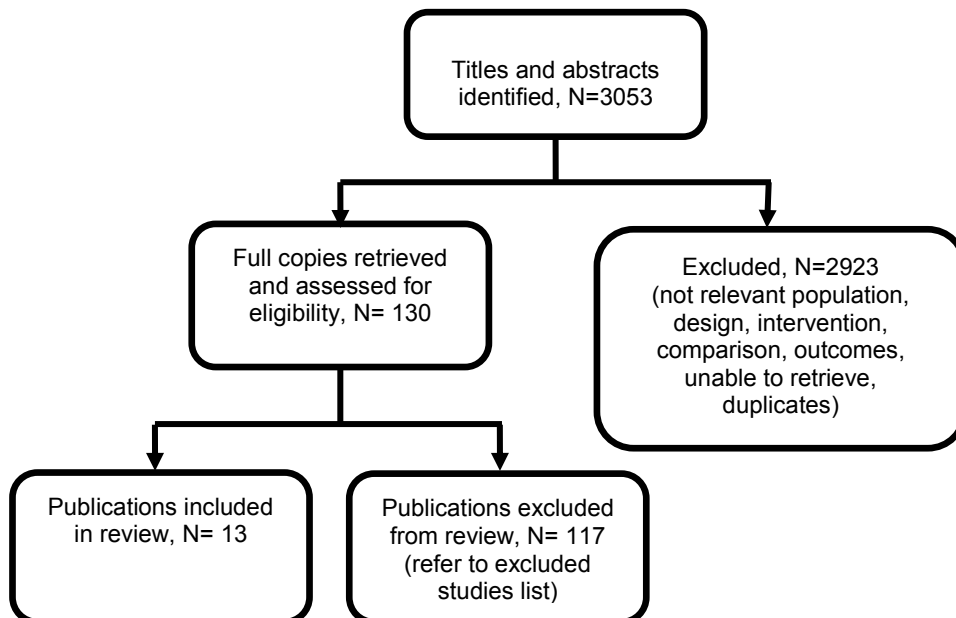 Titles and abstracts
identified, N=3053
Full copies retrieved
and assessed for
eligibility, N= 130
Excluded, N=2923
(not relevant population,
design, intervention,
comparison, outcomes,
unable to retrieve,
duplicates)
Publications included
in review, N= 13
Publications excluded
from review, N= 117
(refer to excluded
studies list)